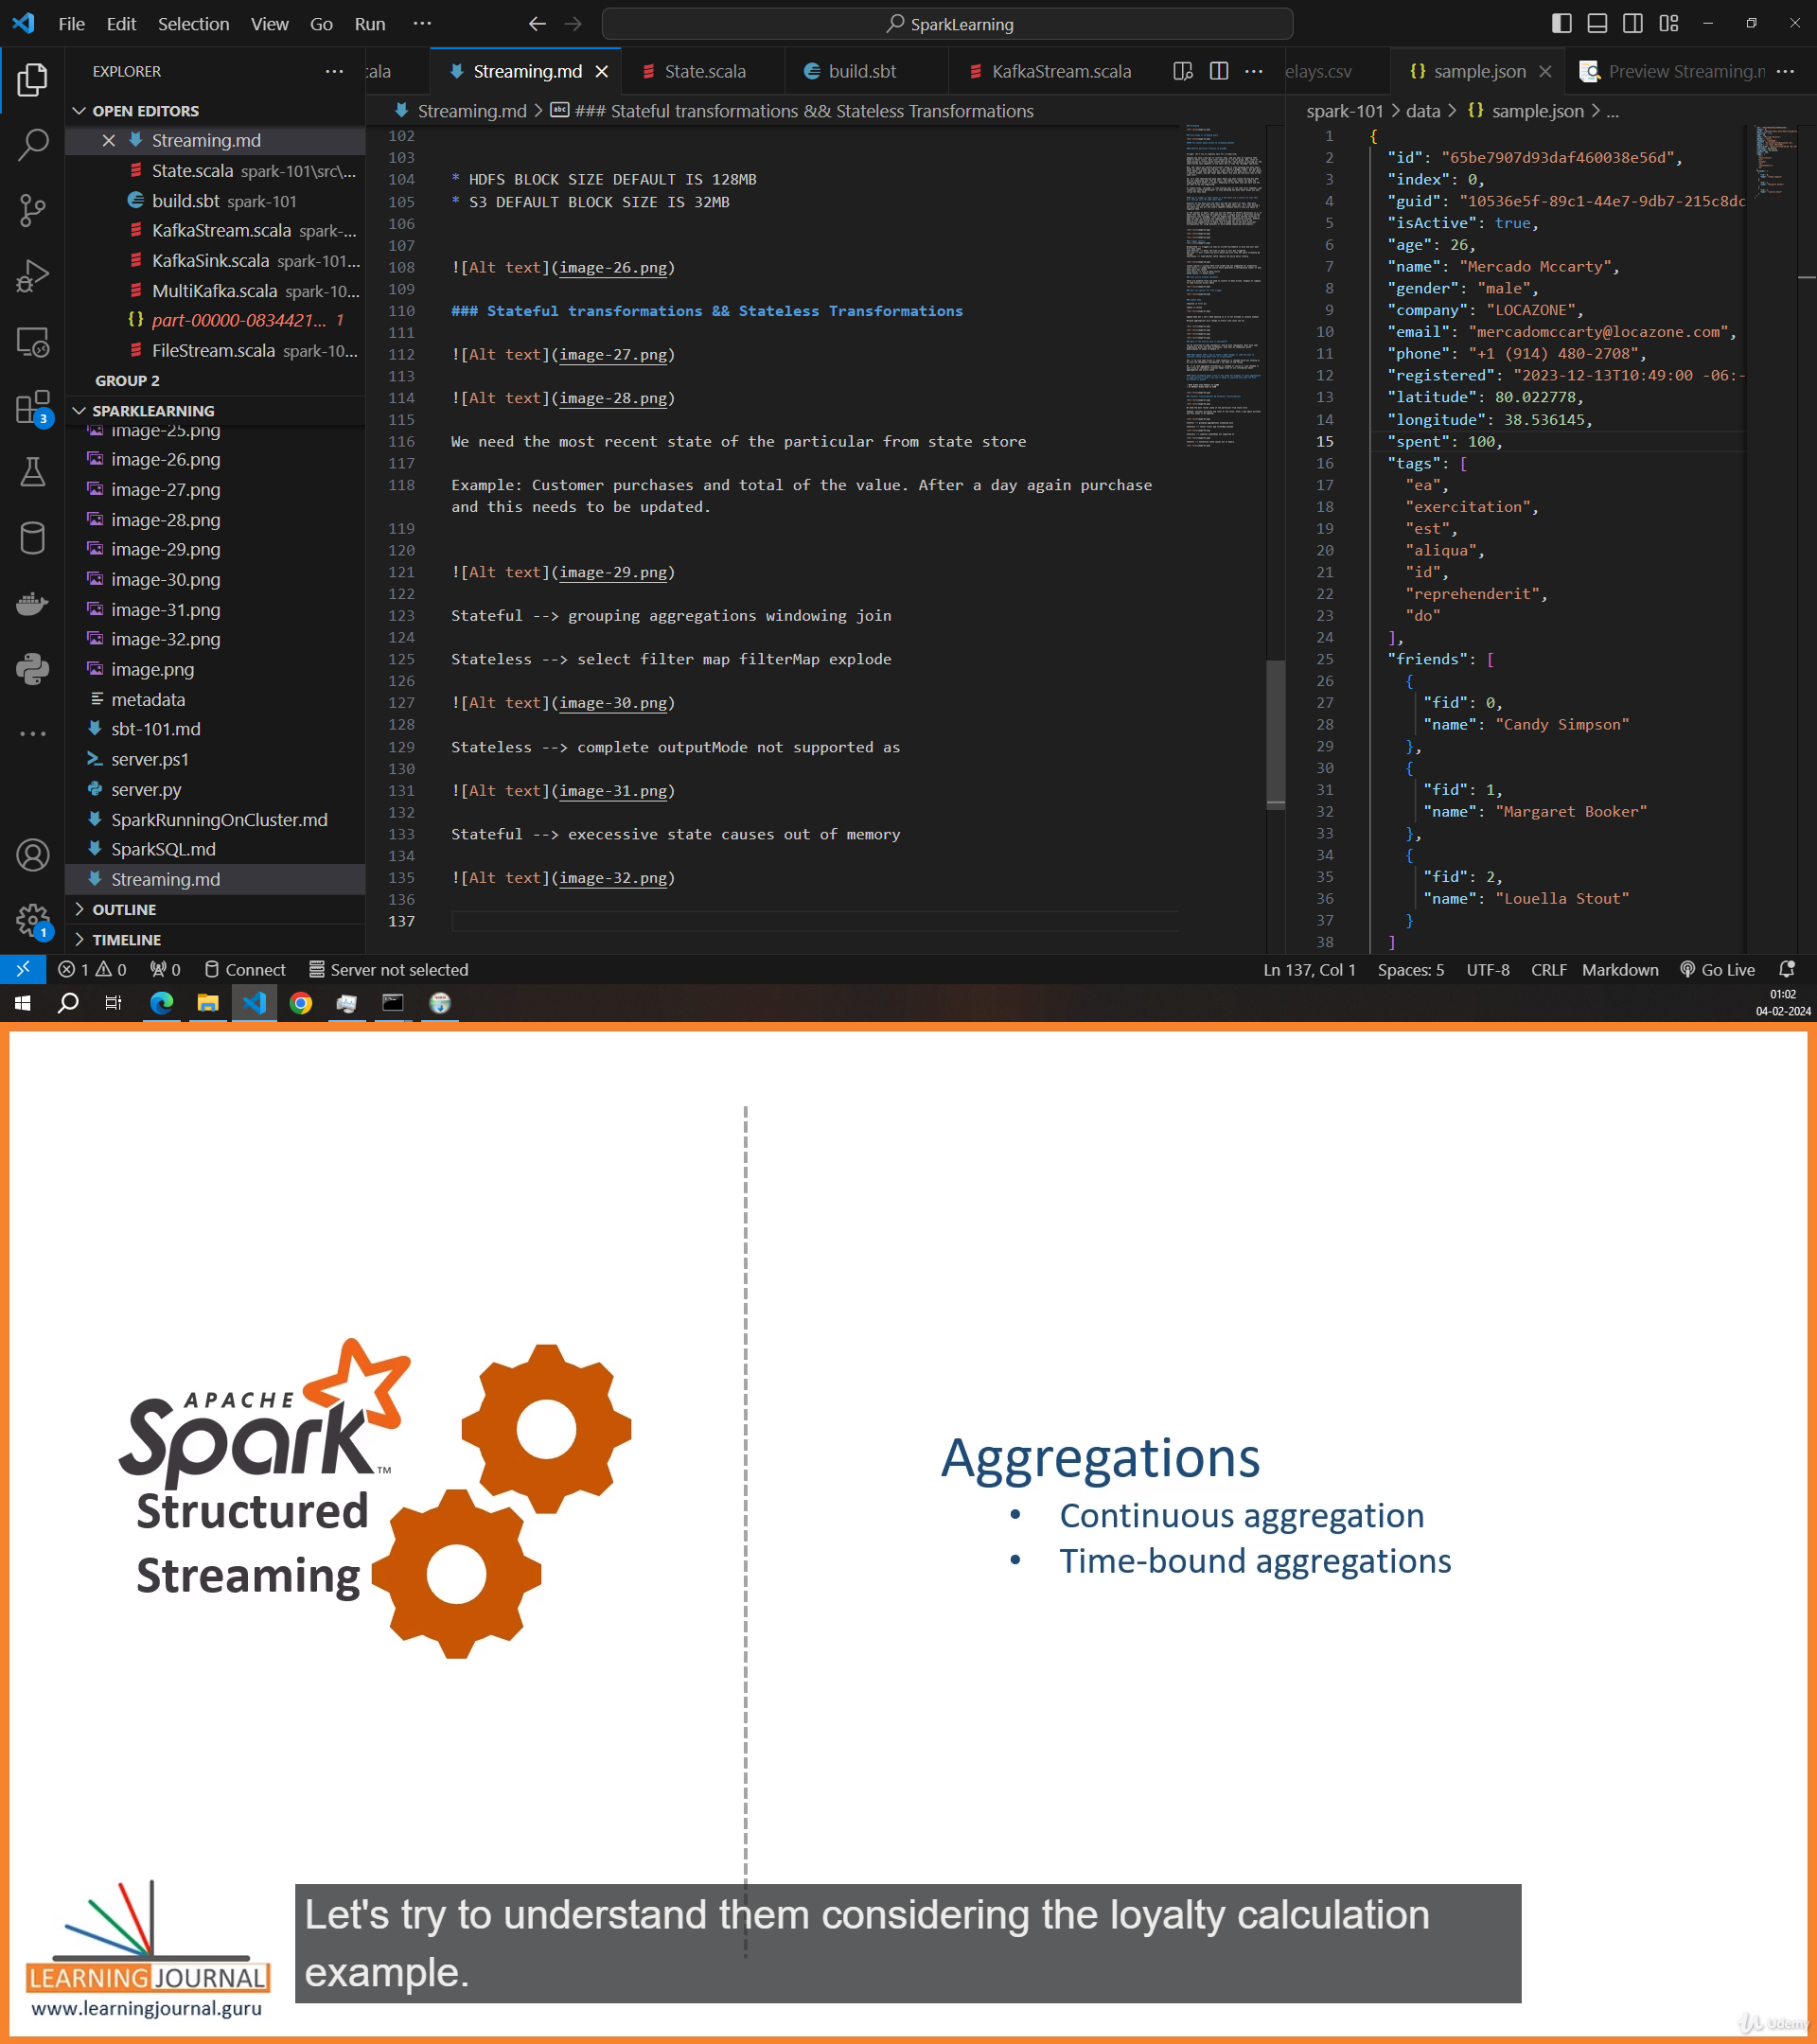 File Edit Selection View Go Run ···
SparkLearning
EXPLORER
OPEN EDITORS
Streaming.md
State.scala spark-101\src\...
build.sbt spark-101
KafkaStream.scala spark-...
KafkaSink.scala spark-101...
MultiKafka.scala spark-10...
part-00000-0834421... 1
FileStream.scala spark-10...
GROUP 2
SPARKLEARNING
image-25.png
image-26.png
image-27.png
image-28.png
image-29.png
image-30.png
image-31.png
image-32.png
image.png
metadata
sbt-101.md
server.ps1
server.py
SparkRunningOnCluster.md
SparkSQL.md
Streaming.md
OUTLINE
TIMELINE
3
1
cala Streaming.md State.scala build.sbt KafkaStream.scala
Streaming.md > ### Stateful transformations && Stateless Transformations
102
103
104 * HDFS BLOCK SIZE DEFAULT IS 128MB
105 * S3 DEFAULT BLOCK SIZE IS 32MB
106
107
108 ![Alt text](image-26.png)
109
110 ### Stateful transformations && Stateless Transformations
111
112 ![Alt text](image-27.png)
113
114 ![Alt text](image-28.png)
115
116 We need the most recent state of the particular from state store
117
118 Example: Customer purchases and total of the value. After a day again purchase
and this needs to be updated.
119
120
121 ![Alt text](image-29.png)
122
123 Stateful --> grouping aggregations windowing join
124
125 Stateless --> select filter map filterMap explode
126
127 ![Alt text](image-30.png)
128
129 Stateless --> complete outputMode not supported as
130
131 ![Alt text](image-31.png)
132
133 Stateful --> execessive state causes out of memory
134
135 ![Alt text](image-32.png)
136
137
elays.csv {} sample.json Preview Streaming.m
spark-101 > data > {} sample.json > ...
1 {
2 "id": "65be7907d93daf460038e56d",
3 "index": 0,
4 "guid": "10536e5f-89c1-44e7-9db7-215c8dc
5 "isActive": true,
6 "age": 26,
7 "name": "Mercado Mccarty",
8 "gender": "male",
9 "company": "LOCAZONE",
10 "email": "mercadomccarty@locazone.com",
11 "phone": "+1 (914) 480-2708",
12 "registered": "2023-12-13T10:49:00 -06:-
13 "latitude": 80.022778,
14 "longitude": 38.536145,
15 "spent": 100,
16 "tags": [
17 "ea",
18 "exercitation",
19 "est",
20 "aliqua",
21 "id",
22 "reprehenderit",
23 "do"
24 ],
25 "friends": [
26 {
27 "fid": 0,
28 "name": "Candy Simpson"
29 },
30 {
31 "fid": 1,
32 "name": "Margaret Booker"
33 },
34 {
35 "fid": 2,
36 "name": "Louella Stout"
37 }
38 ]
1 0 0 Connect Server not selected
Ln 137, Col 1 Spaces: 5 UTF-8 CRLF Markdown Go Live
01:02
04-02-2024
APACHE
Spark™
Structured
Streaming
Aggregations
• Continuous aggregation
• Time-bound aggregations
Let's try to understand them considering the loyalty calculation
example.
LEARNING JOURNAL
www.learningjournal.guru
Udemy